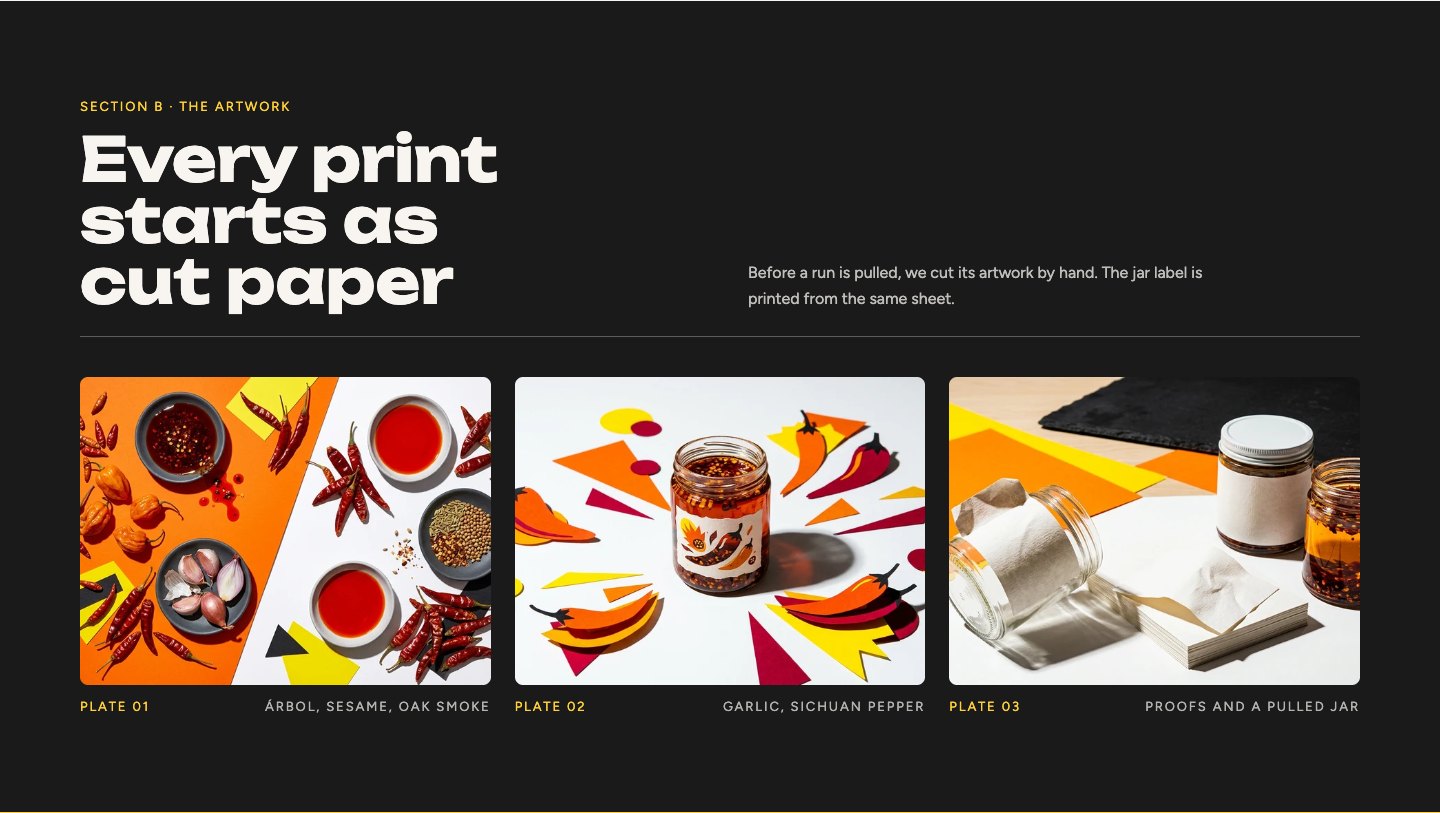 SECTION B · THE ARTWORK
Every print
starts as
cut paper
Before a run is pulled, we cut its artwork by hand. The jar label is
printed from the same sheet.
PLATE 01
ÁRBOL, SESAME, OAK SMOKE
PLATE 02
GARLIC, SICHUAN PEPPER
PLATE 03
PROOFS AND A PULLED JAR